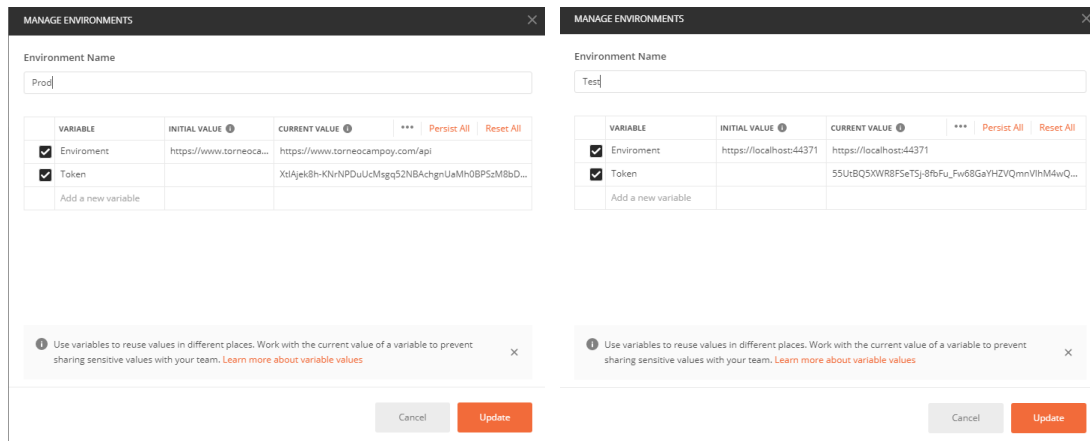 MANAGE ENVIRONMENTS
Environment Name
Prod
VARIABLE INITIAL VALUE CURRENT VALUE ••• Persist All Reset All
Enviroment https://www.torneoca... https://www.torneocampoy.com/api
Token XtlAjek8h-KNrNPDuUcMsgq52NBAchgnUaMh0BPSzM8bD...
Add a new variable
Use variables to reuse values in different places. Work with the current value of a variable to prevent
sharing sensitive values with your team. Learn more about variable values
Cancel Update
MANAGE ENVIRONMENTS
Environment Name
Test
VARIABLE INITIAL VALUE CURRENT VALUE ••• Persist All Reset All
Enviroment https://localhost:44371 https://localhost:44371
Token 55UtBQ5XWR8FSeTSj-8fbFu_Fw68GaYHZVQmnVlhM4wQ...
Add a new variable
Use variables to reuse values in different places. Work with the current value of a variable to prevent
sharing sensitive values with your team. Learn more about variable values
Cancel Update